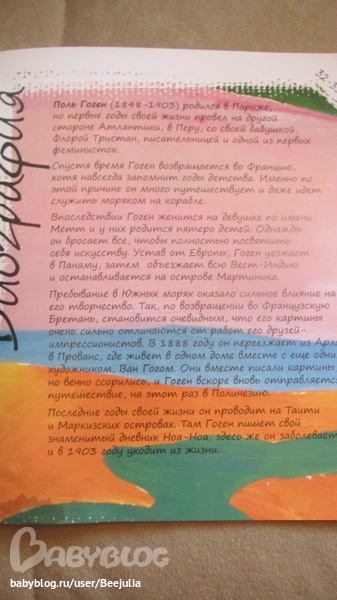 32-3
Биография
Поль Гоген (1848-1903) родился в Париже,
но первые годы своей жизни провел на другой
стороне Атлантики, в Перу, со своей бабушкой,
Флорой Тристан, писательницей и одной из первых
феминисток.
Спустя время Гоген возвращается во Францию,
хотя навсегда запомнит годы детства. Именно по
этой причине он много путешествует и даже идет
служить моряком на корабле.
Впоследствии Гоген женится на девушке по имени
Метт и у них родится пятеро детей. Однажды
он бросает все, чтобы полностью посвятить
себя искусству. Устав от Европы, Гоген уезжает
в Панаму, затем объезжает всю Вест-Индию
и останавливается на острове Мартиника.
Пребывание в Южных морях оказало сильное влияние на
его творчество. Так, по возвращении во Французскую
Бретань, становится очевидным, что его картины
очень сильно отличаются от работ его друзей-
импрессионистов. В 1888 году он переезжает из Арл
в Прованс, где живет в одном доме вместе с еще одни
художником, Ван Гогом. Они вместе писали картины
но вечно ссорились, и Гоген вскоре вновь отправляетс
путешествие, на этот раз в Полинезию.
Последние годы своей жизни он проводит на Таити
и Маркизских островах. Там Гоген пишет свой
знаменитый дневник Ноа-Ноа, здесь же он заболевает
и в 1903 году уходит из жизни.
BABYBLOG
babyblog.ru/user/Beejulia